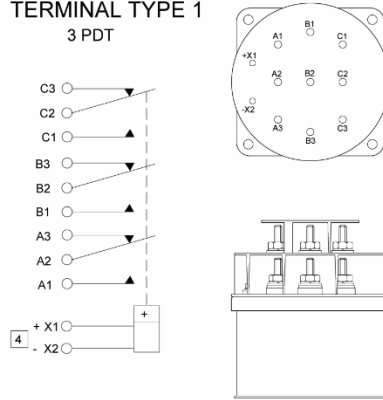 TERMINAL TYPE 1
3 PDT
C3
C2
C1
B3
B2
B1
A3
A2
A1
+
4
+ X1
- X2
B1
A1
C1
+X1
A2
B2
C2
-X2
A3
C3
B3